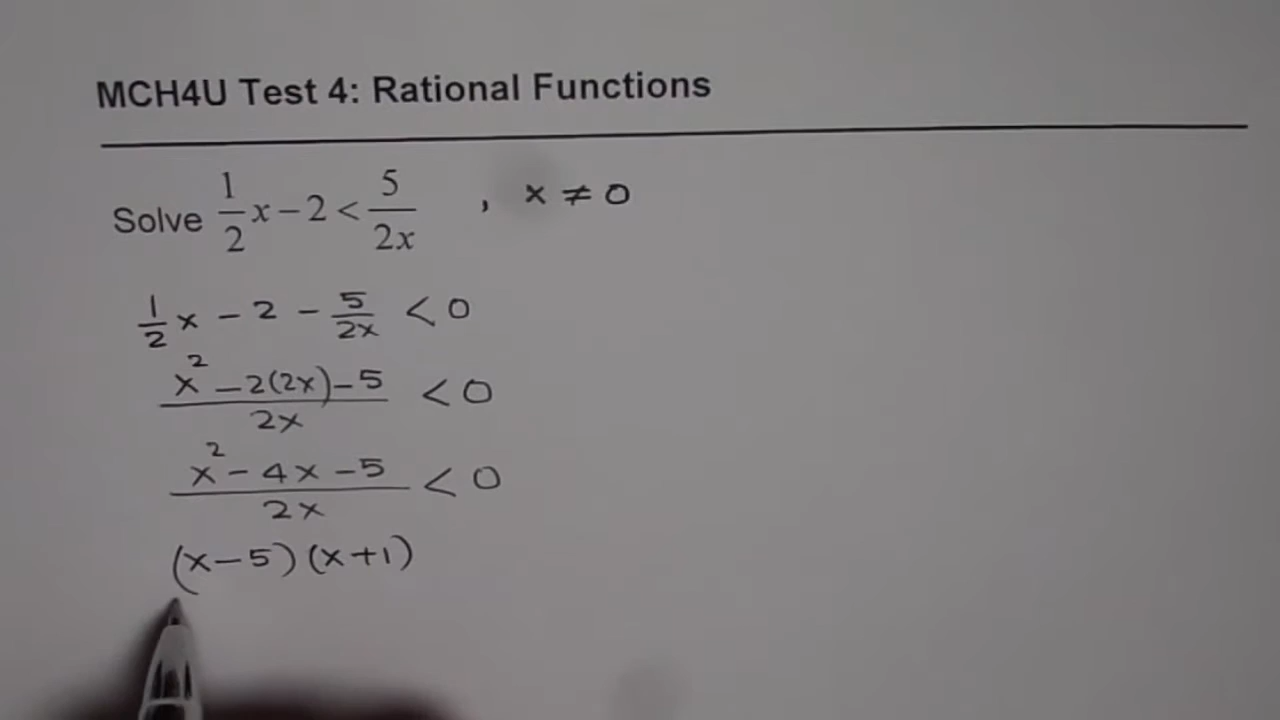 MCH4U Test 4: Rational Functions
Solve 1/2 x - 2 < 5/2x , x ≠ 0
1/2 x - 2 - 5/2x < 0
x² - 2(2x) - 5 / 2x < 0
x² - 4x - 5 / 2x < 0
(x - 5)(x + 1)